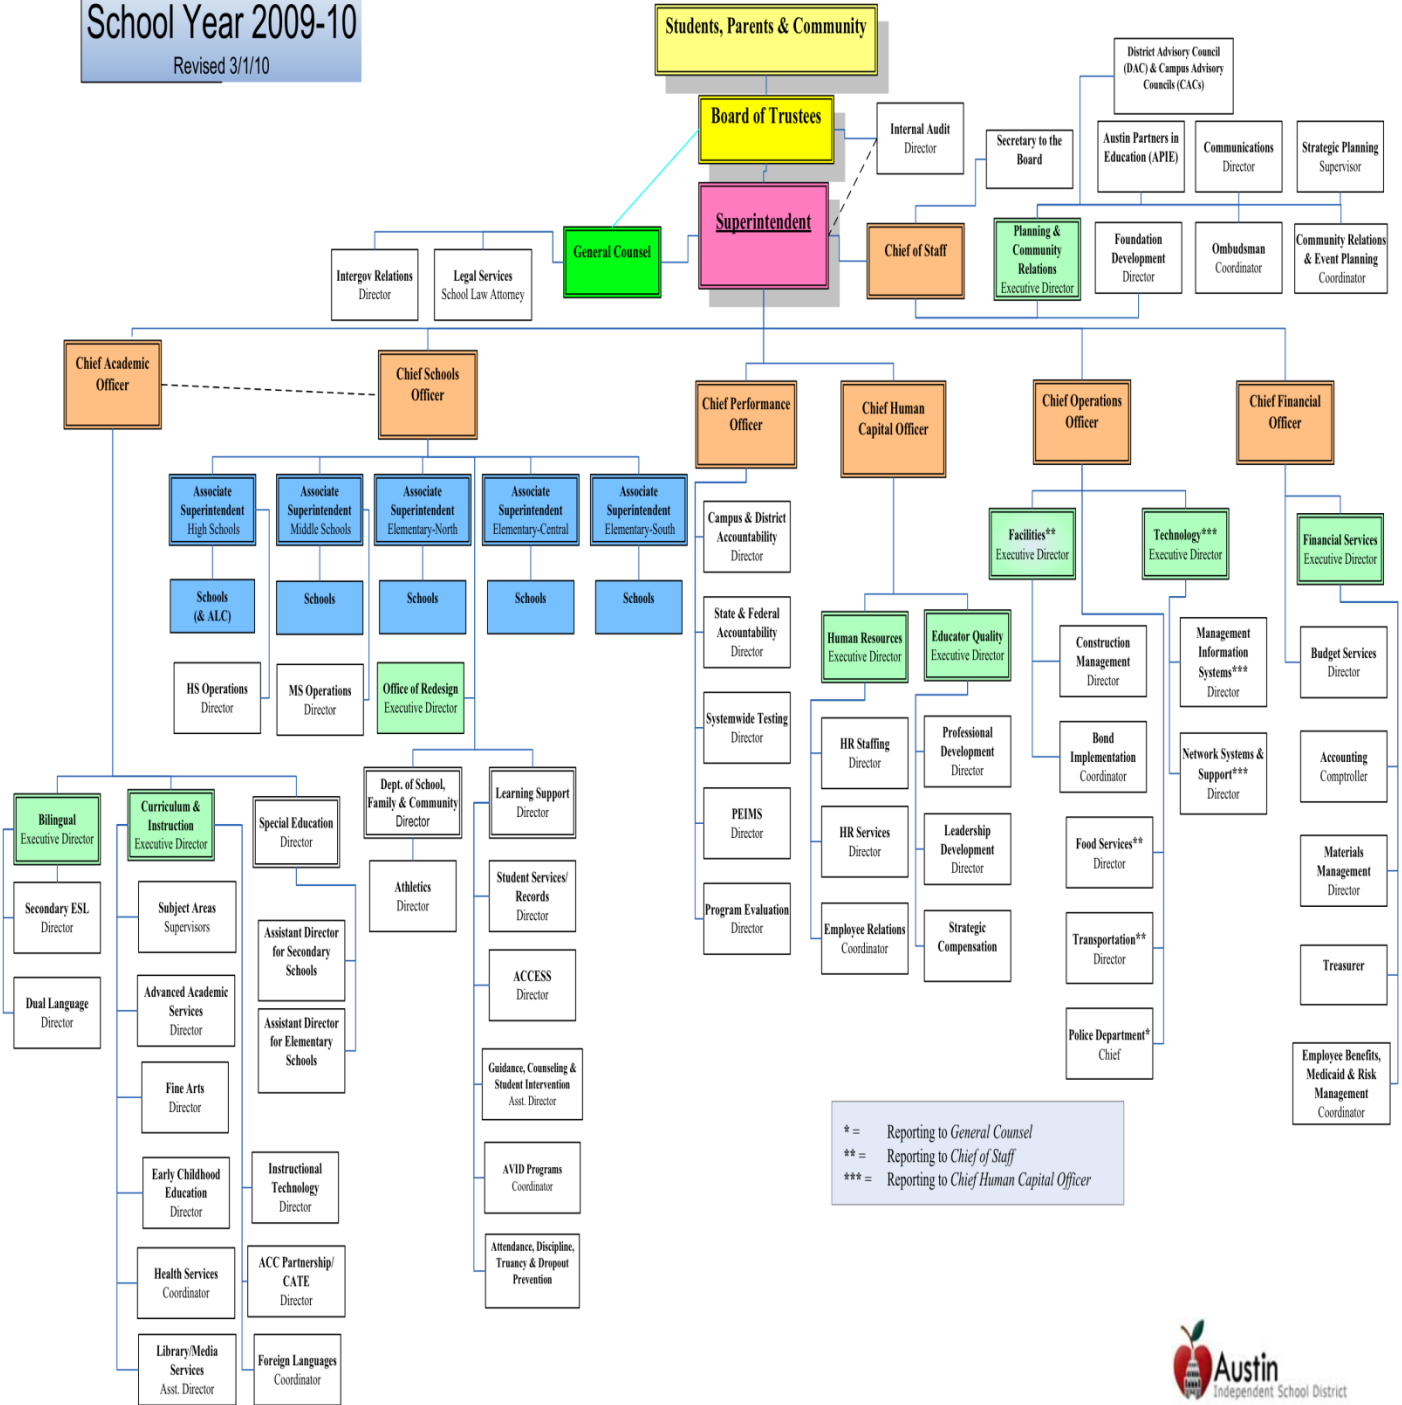 School Year 2009-10
Revised 3/1/10
Students, Parents & Community
Board of Trustees
Internal Audit
Director
Secretary to the
Board
District Advisory Council
(DAC) & Campus Advisory
Councils (CACs)
Austin Partners in
Education (APIE)
Communications
Director
Strategic Planning
Supervisor
Superintendent
General Counsel
Intergov Relations
Director
Legal Services
School Law Attorney
Chief of Staff
Planning &
Community
Relations
Executive Director
Foundation
Development
Director
Ombudsman
Coordinator
Community Relations
& Event Planning
Coordinator
Chief Academic
Officer
Chief Schools
Officer
Chief Performance
Officer
Chief Human
Capital Officer
Chief Operations
Officer
Chief Financial
Officer
Associate
Superintendent
High Schools
Associate
Superintendent
Middle Schools
Associate
Superintendent
Elementary-North
Associate
Superintendent
Elementary-Central
Associate
Superintendent
Elementary-South
Schools
(& ALC)
Schools
Schools
Schools
Schools
HS Operations
Director
MS Operations
Director
Office of Redesign
Executive Director
Campus & District
Accountability
Director
State & Federal
Accountability
Director
Systemwide Testing
Director
PEIMS
Director
Program Evaluation
Director
Human Resources
Executive Director
Educator Quality
Executive Director
HR Staffing
Director
HR Services
Director
Employee Relations
Coordinator
Professional
Development
Director
Leadership
Development
Director
Strategic
Compensation
Facilities**
Executive Director
Technology***
Executive Director
Construction
Management
Director
Bond
Implementation
Coordinator
Food Services**
Director
Transportation**
Director
Police Department*
Chief
Management
Information
Systems***
Director
Network Systems &
Support***
Director
Financial Services
Executive Director
Budget Services
Director
Accounting
Comptroller
Materials
Management
Director
Treasurer
Employee Benefits,
Medicaid & Risk
Management
Coordinator
Bilingual
Executive Director
Curriculum &
Instruction
Executive Director
Special Education
Director
Dept. of School,
Family & Community
Director
Learning Support
Director
Secondary ESL
Director
Dual Language
Director
Subject Areas
Supervisors
Advanced Academic
Services
Director
Fine Arts
Director
Early Childhood
Education
Director
Health Services
Coordinator
Library/Media
Services
Asst. Director
Assistant Director
for Secondary
Schools
Assistant Director
for Elementary
Schools
Instructional
Technology
Director
ACC Partnership/
CATE
Director
Foreign Languages
Coordinator
Athletics
Director
Student Services/
Records
Director
ACCESS
Director
Guidance, Counseling &
Student Intervention
Asst. Director
AVID Programs
Coordinator
Attendance, Discipline,
Truancy & Dropout
Prevention
* = Reporting to General Counsel
** = Reporting to Chief of Staff
*** = Reporting to Chief Human Capital Officer
Austin
Independent School District